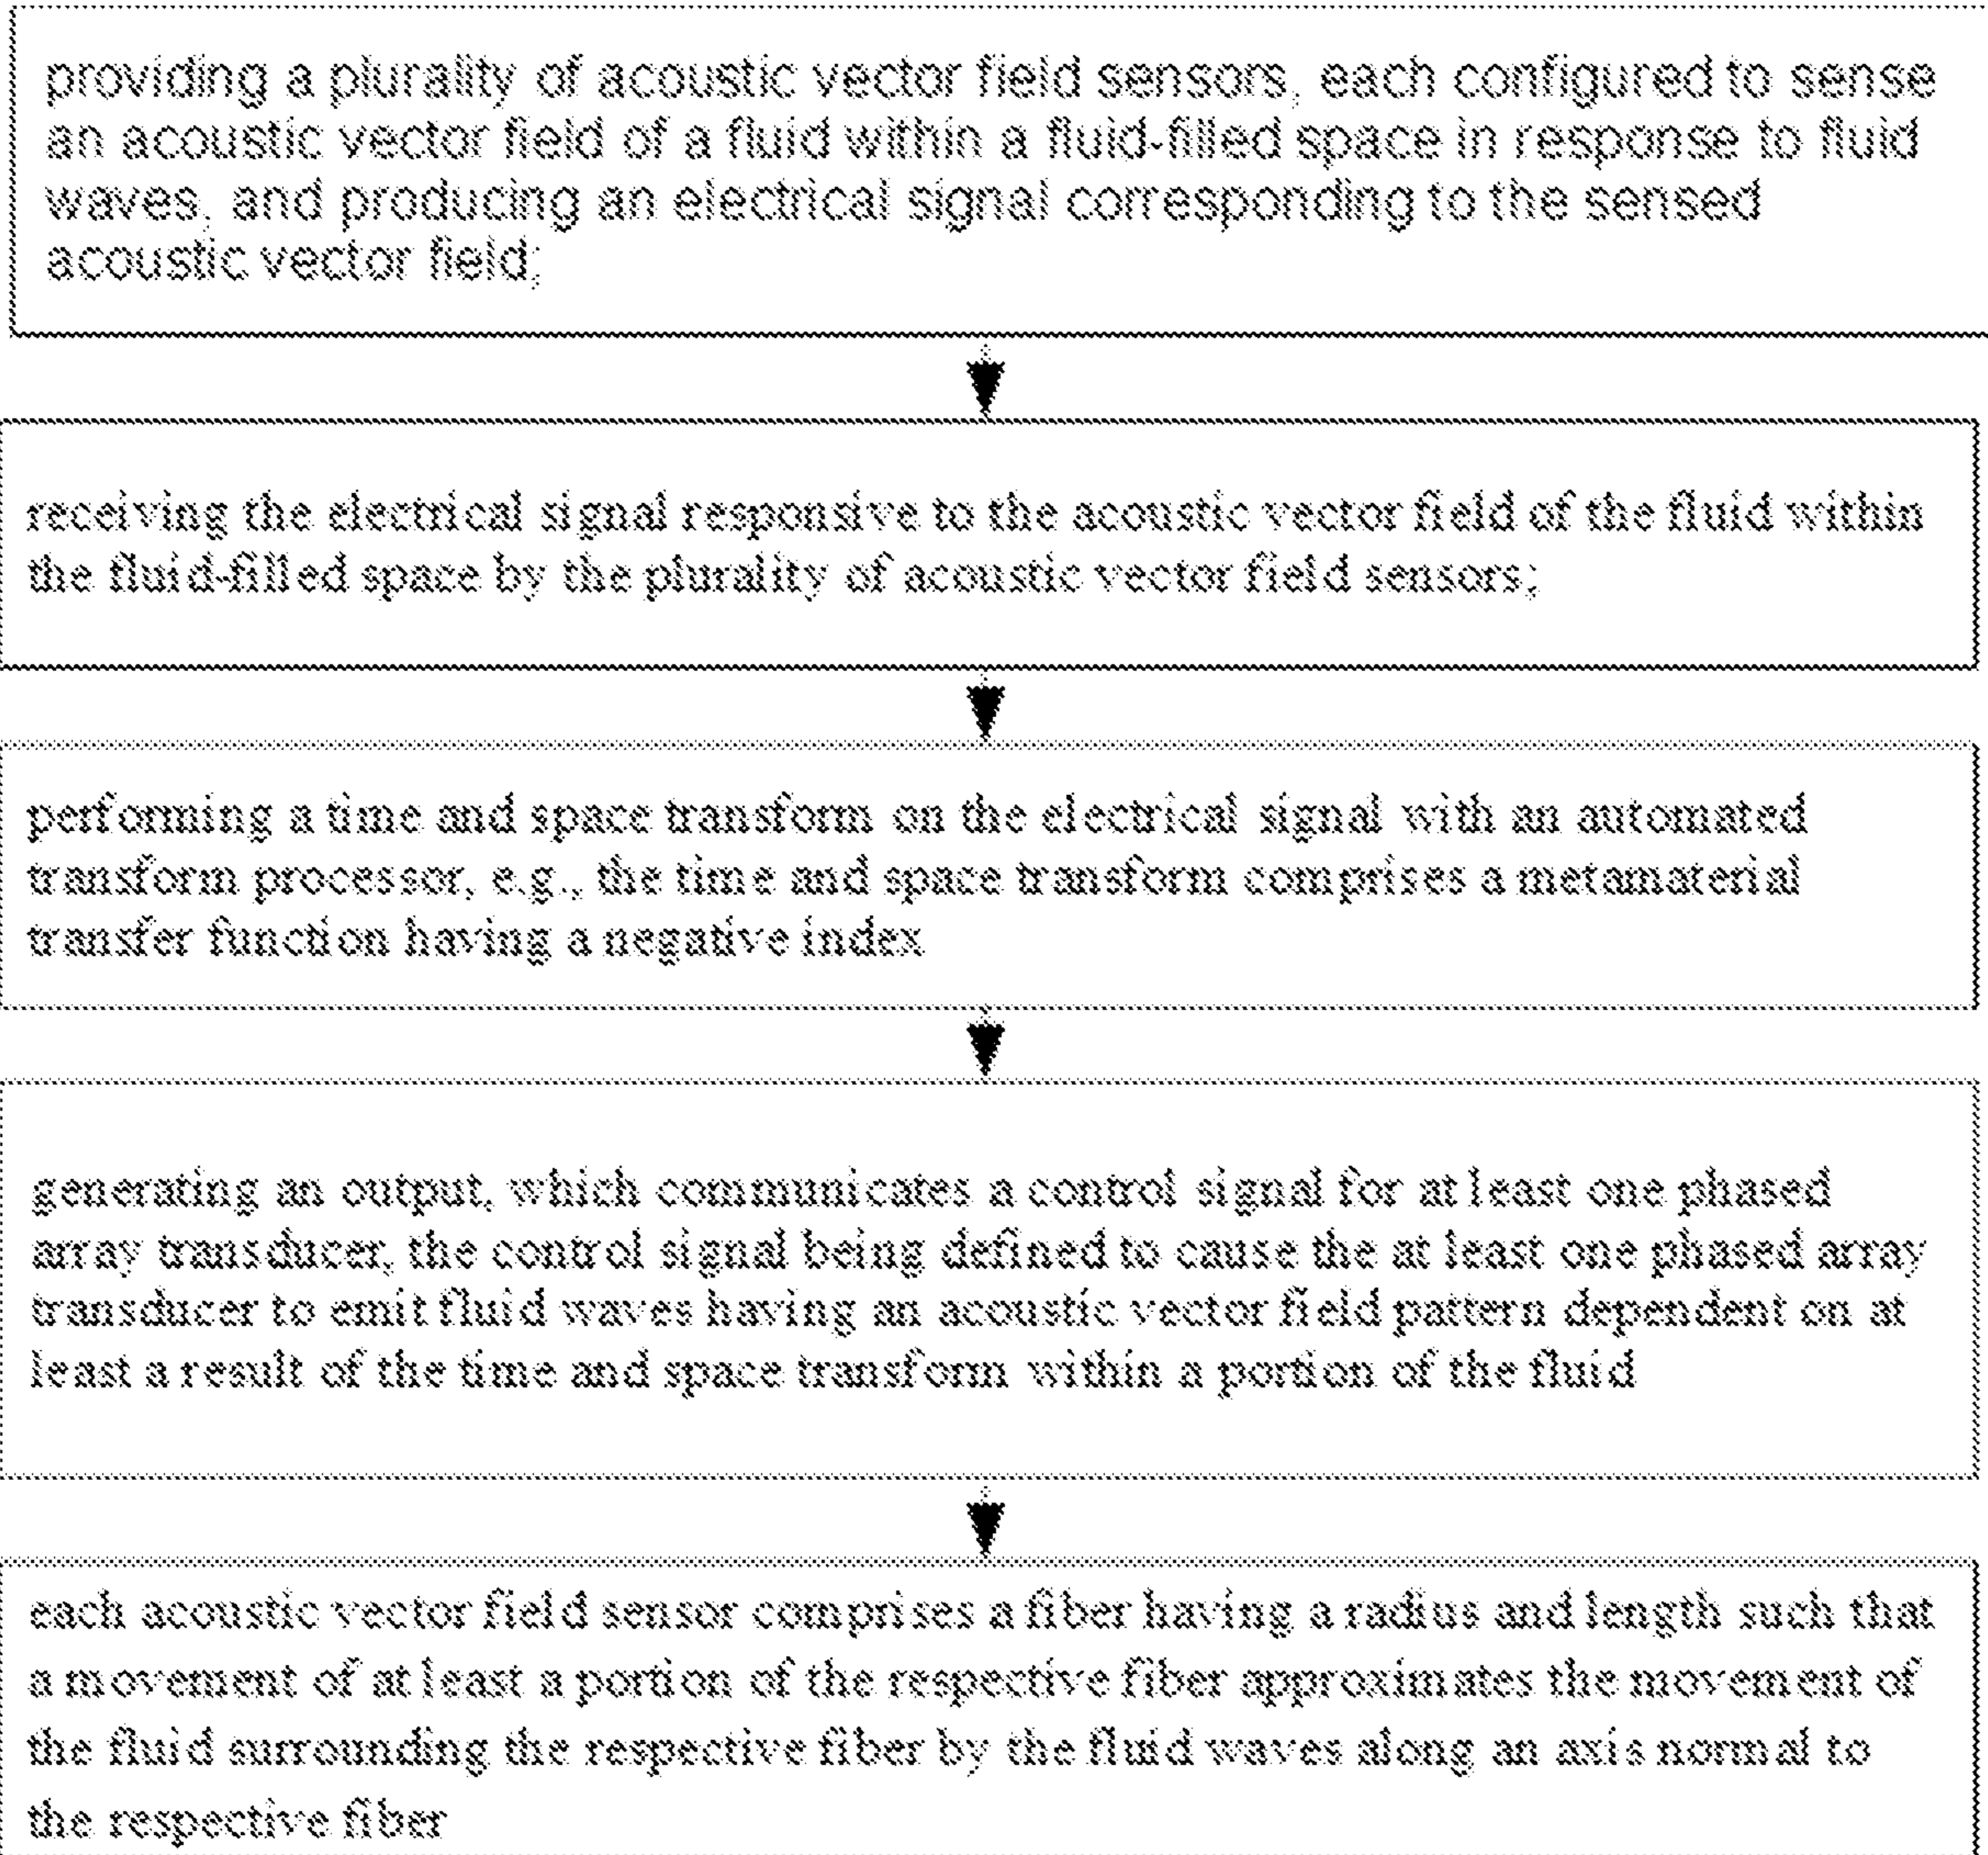 providing a plurality of acoustic vector field sensors, each configured to sense
an acoustic vector field of a fluid within a fluid-filled space in response to fluid
waves, and producing an electrical signal corresponding to the sensed
acoustic vector field;
receiving the electrical signal responsive to the acoustic vector field of the fluid within
the fluid-filled space by the plurality of acoustic vector field sensors;
performing a time and space transform on the electrical signal with an automated
transform processor, e.g., the time and space transform comprises a metamaterial
transfer function having a negative index
generating an output, which communicates a control signal for at least one phased
array transducer, the control signal being defined to cause the at least one phased array
transducer to emit fluid waves having an acoustic vector field pattern dependent on at
least a result of the time and space transform within a portion of the fluid
each acoustic vector field sensor comprises a fiber having a radius and length such that
a movement of at least a portion of the respective fiber approximates the movement of
the fluid surrounding the respective fiber by the fluid waves along an axis normal to
the respective fiber